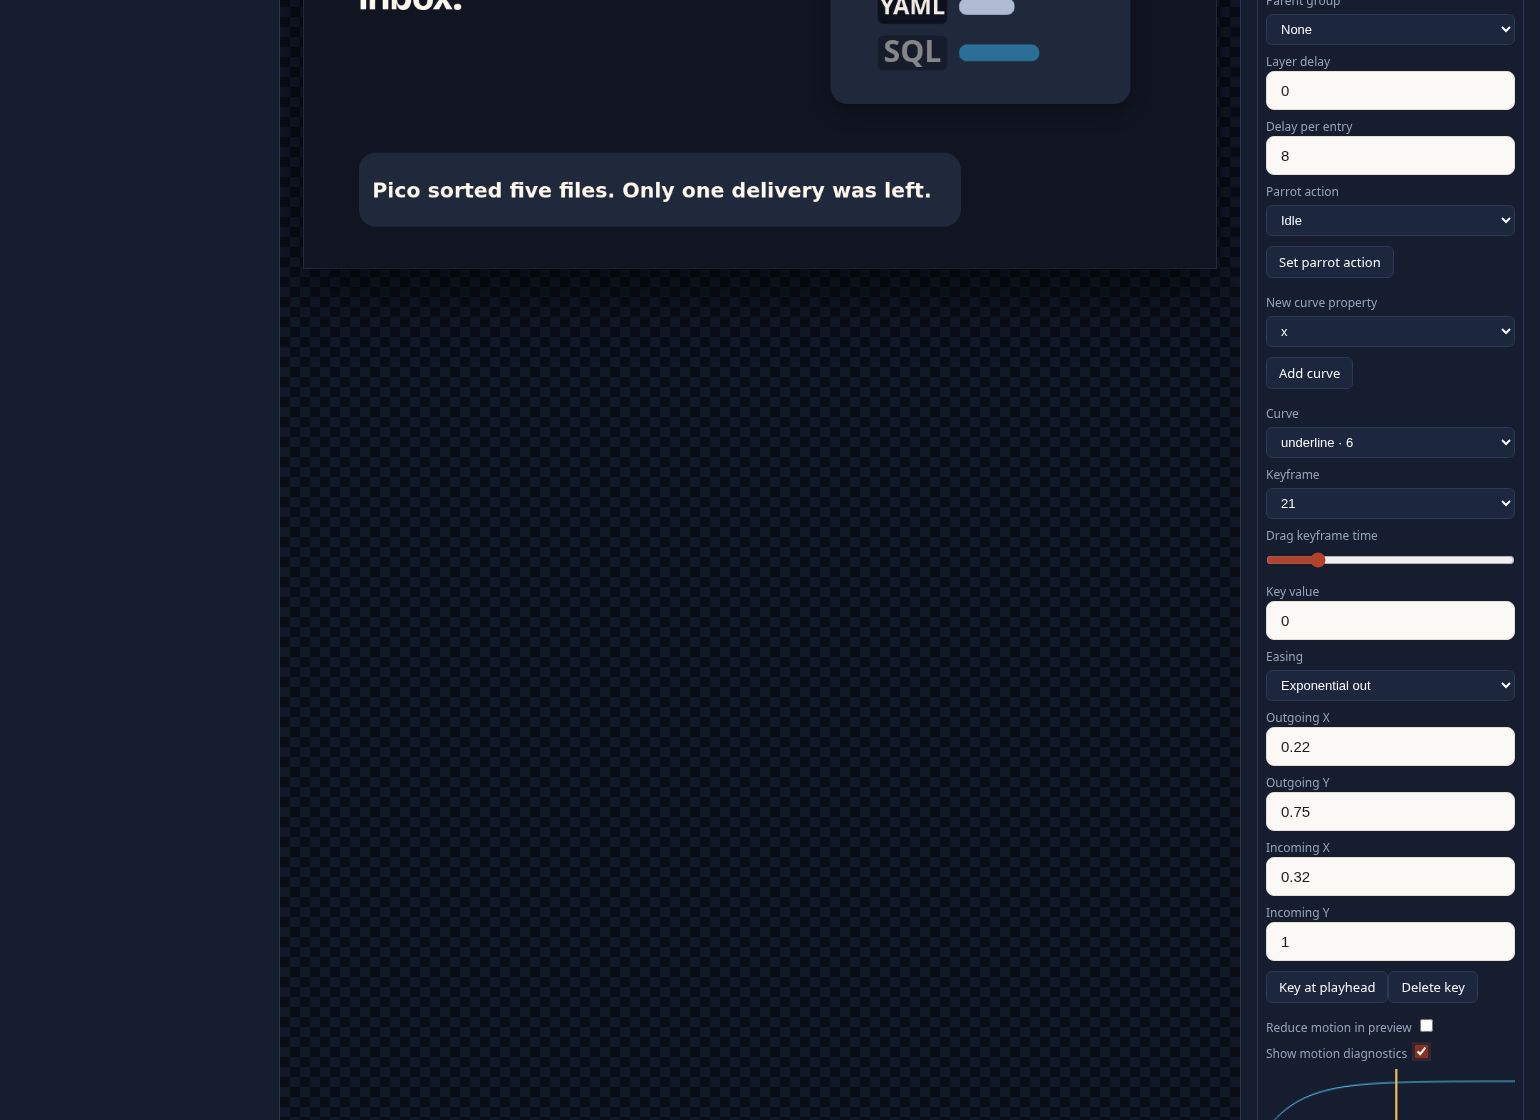 inbox.
YAML
SQL
Pico sorted five files. Only one delivery was left.
Parent group
None
Layer delay
0
Delay per entry
8
Parrot action
Idle
Set parrot action
New curve property
x
Add curve
Curve
underline · 6
Keyframe
21
Drag keyframe time
Key value
0
Easing
Exponential out
Outgoing X
0.22
Outgoing Y
0.75
Incoming X
0.32
Incoming Y
1
Key at playhead Delete key
Reduce motion in preview
Show motion diagnostics